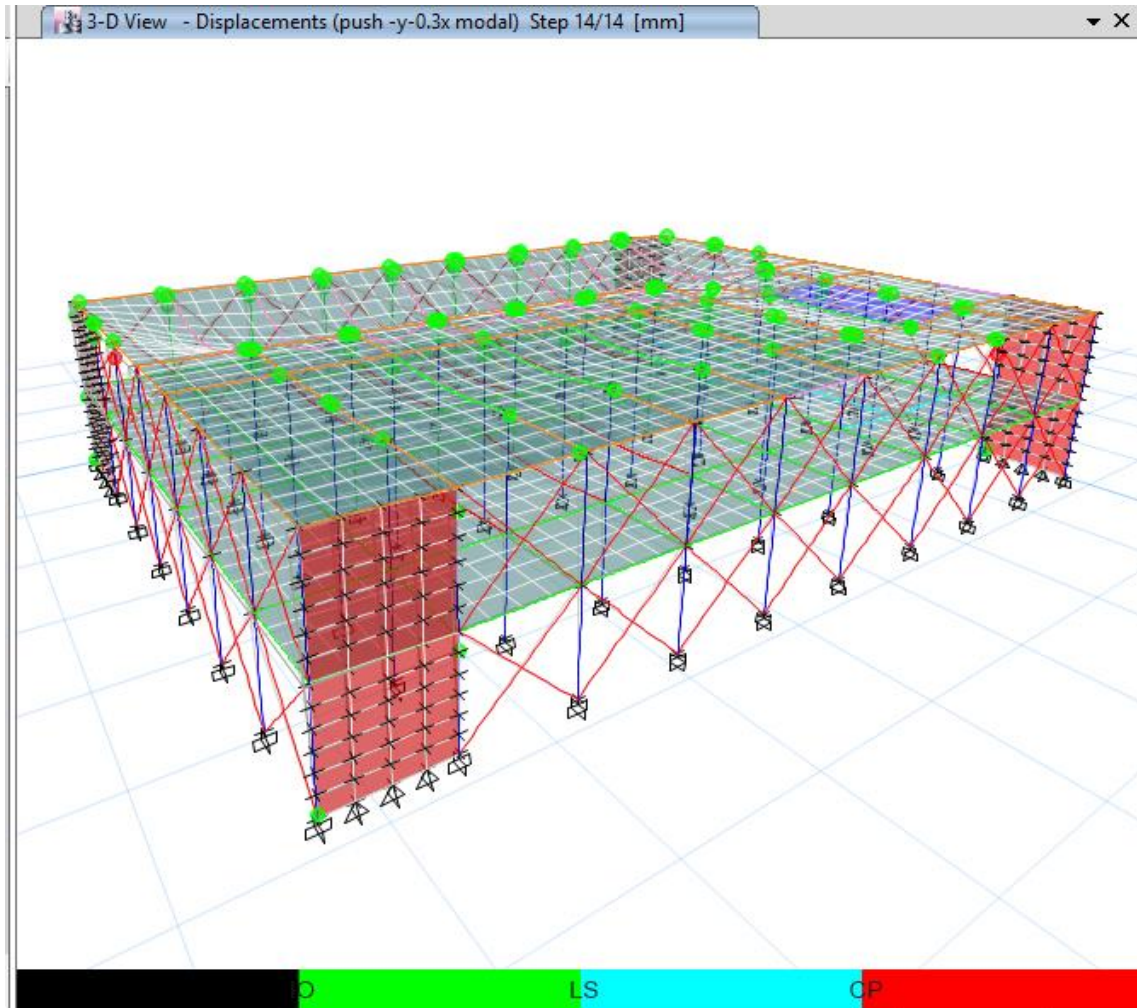 3-D View - Displacements (push -y-0.3x modal) Step 14/14 [mm]
IO LS CP